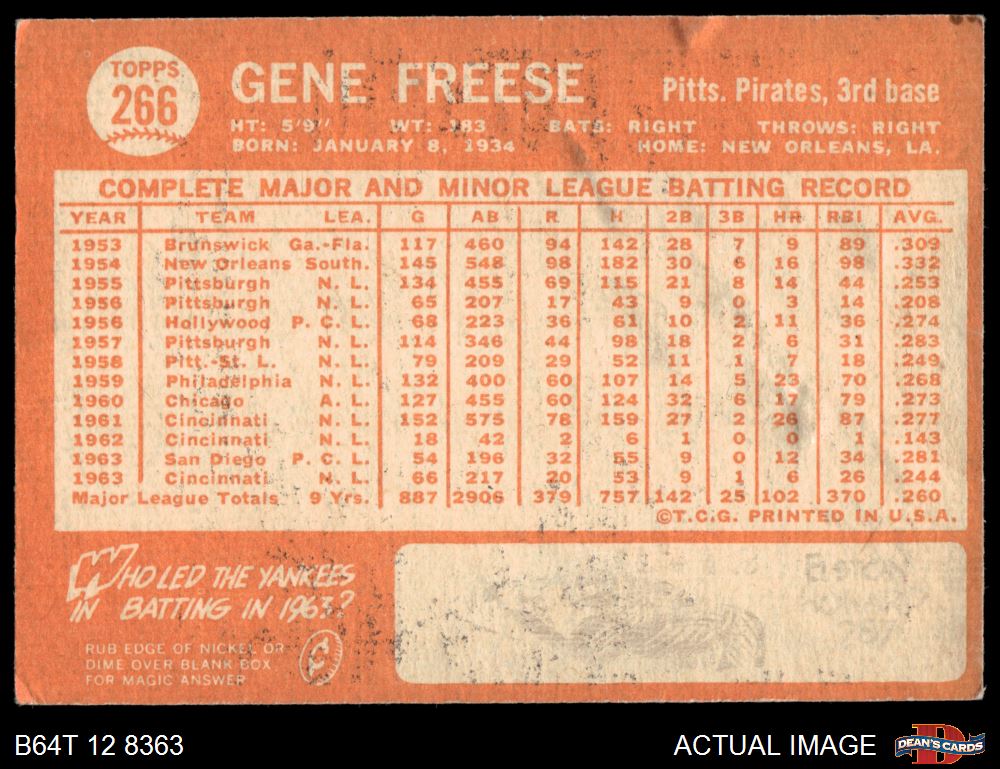 TOPPS
266
GENE FREESE
Pitts. Pirates, 3rd base
HT: 5'9" WT: 183 BATS: RIGHT THROWS: RIGHT
BORN: JANUARY 8, 1934 HOME: NEW ORLEANS, LA.
COMPLETE MAJOR AND MINOR LEAGUE BATTING RECORD
YEAR TEAM LEA. G AB R H 2B 3B HR RBI AVG.
1953 Brunswick Ga.-Fla. 117 460 94 142 28 7 9 89 .309
1954 New Orleans South. 145 548 98 182 30 6 16 98 .332
1955 Pittsburgh N. L. 134 455 69 115 21 8 14 44 .253
1956 Pittsburgh N. L. 65 207 17 43 9 0 3 14 .208
1956 Hollywood P. C. L. 68 223 36 61 10 2 11 36 .274
1957 Pittsburgh N. L. 114 346 44 98 18 2 6 31 .283
1958 Pitt.-St. L. N. L. 79 209 29 52 11 1 7 18 .249
1959 Philadelphia N. L. 132 400 60 107 14 5 23 70 .268
1960 Chicago A. L. 127 455 60 124 32 6 17 79 .273
1961 Cincinnati N. L. 152 575 78 159 27 2 26 87 .277
1962 Cincinnati N. L. 18 42 2 6 1 0 0 1 .143
1963 San Diego P. C. L. 54 196 32 55 9 0 12 34 .281
1963 Cincinnati N. L. 66 217 20 53 9 1 6 26 .244
Major League Totals 9 Yrs. 887 2906 379 757 142 25 102 370 .260
©T.C.G. PRINTED IN U.S.A.
WHO LED THE YANKEES
IN BATTING IN 1963?
RUB EDGE OF NICKEL OR
DIME OVER BLANK BOX
FOR MAGIC ANSWER
B64T 12 8363
ACTUAL IMAGE
DEAN'S CARDS